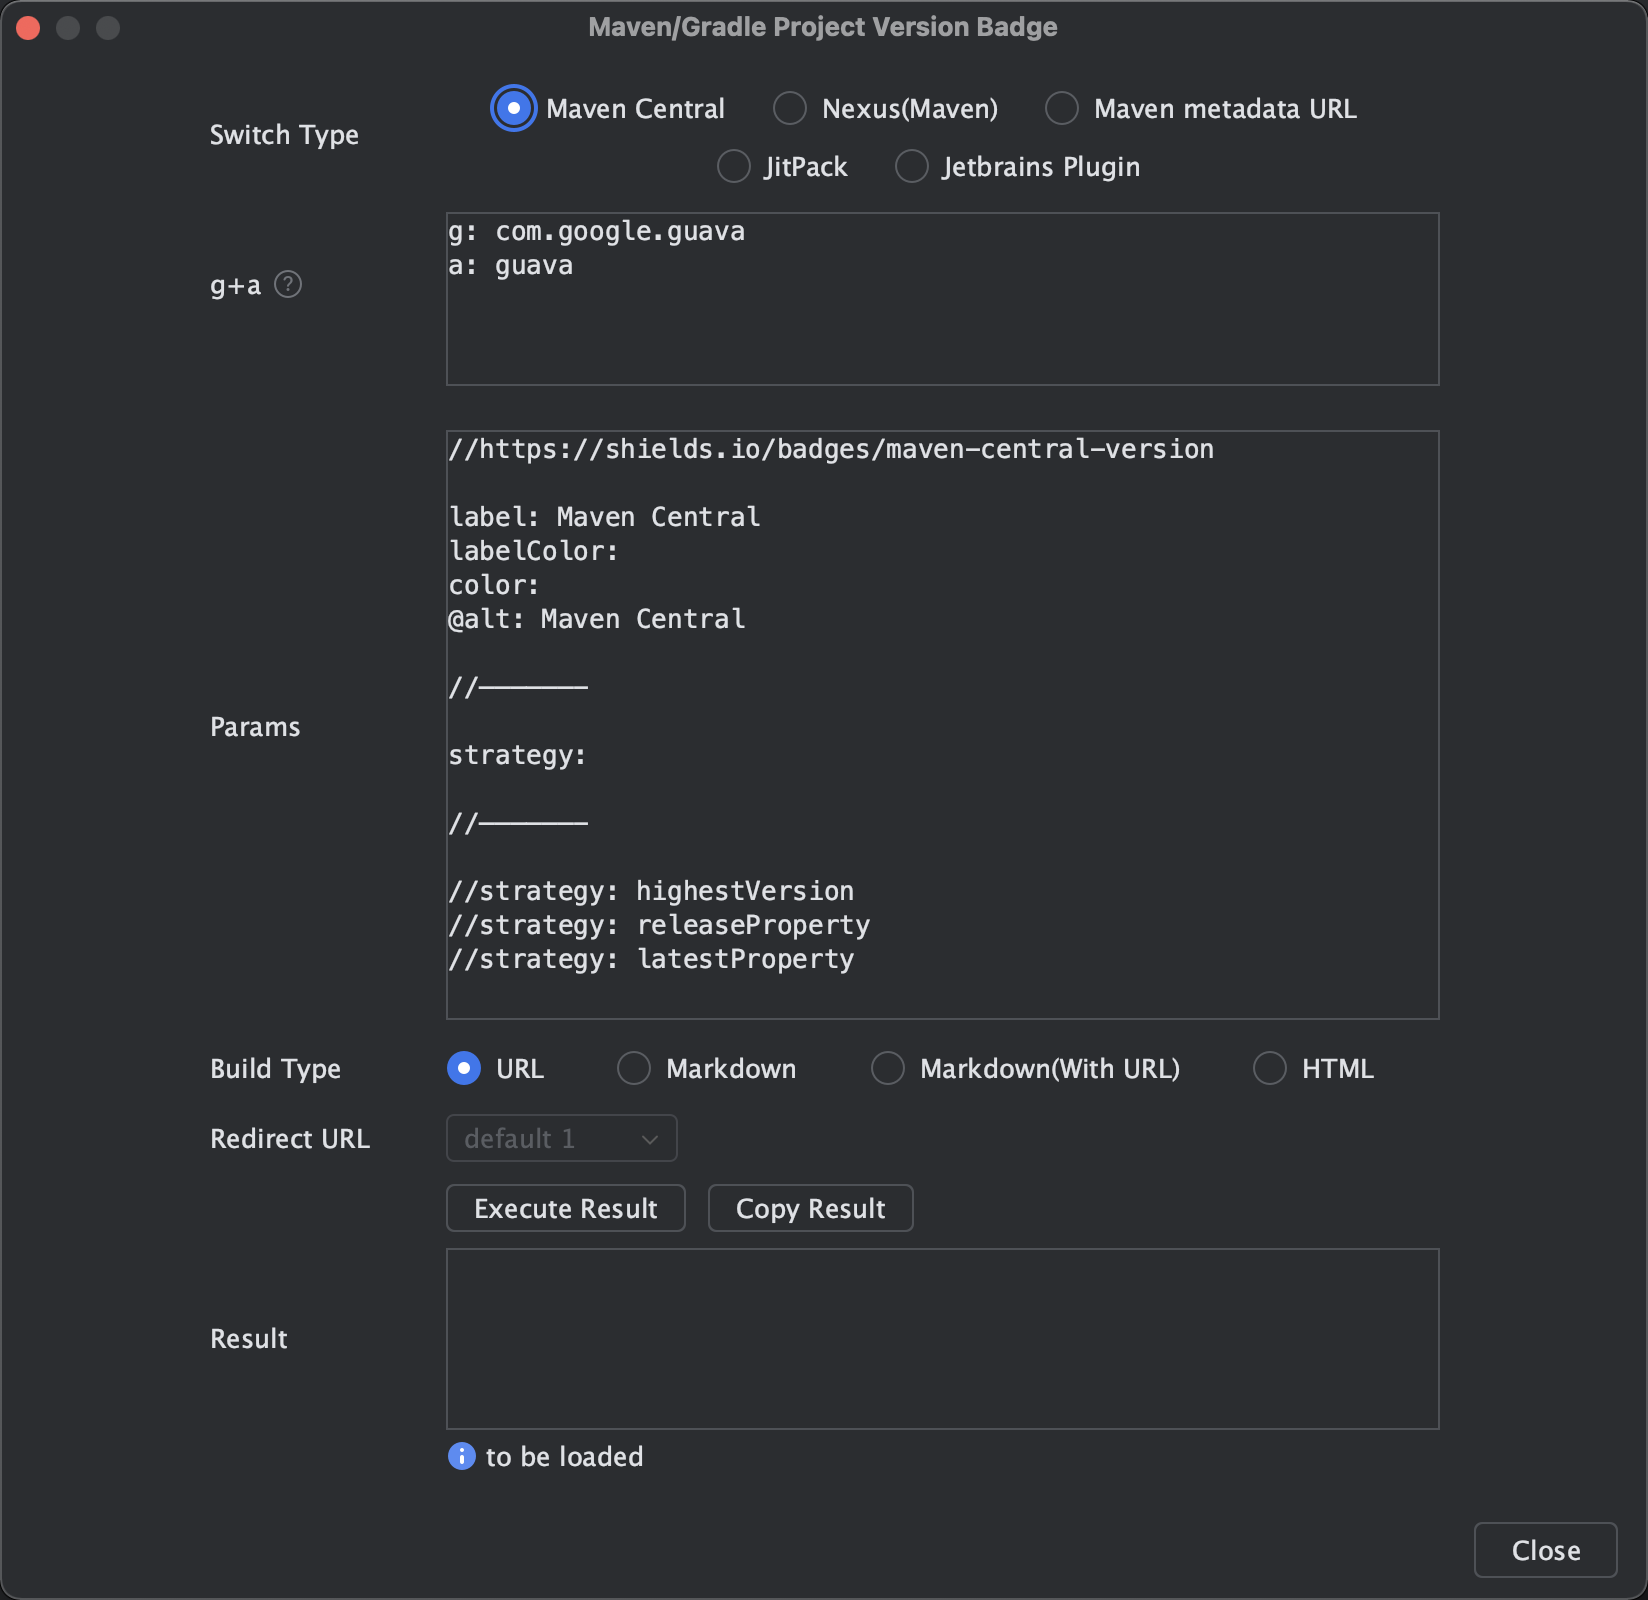 Maven/Gradle Project Version Badge
Switch Type
Maven Central
Nexus(Maven)
Maven metadata URL
JitPack
Jetbrains Plugin
g+a ?
g: com.google.guava
a: guava
Params
//https://shields.io/badges/maven-central-version
label: Maven Central
labelColor:
color:
@alt: Maven Central
//———————
strategy:
//———————
//strategy: highestVersion
//strategy: releaseProperty
//strategy: latestProperty
Build Type
URL
Markdown
Markdown(With URL)
HTML
Redirect URL
default 1
Execute Result
Copy Result
Result
to be loaded
Close